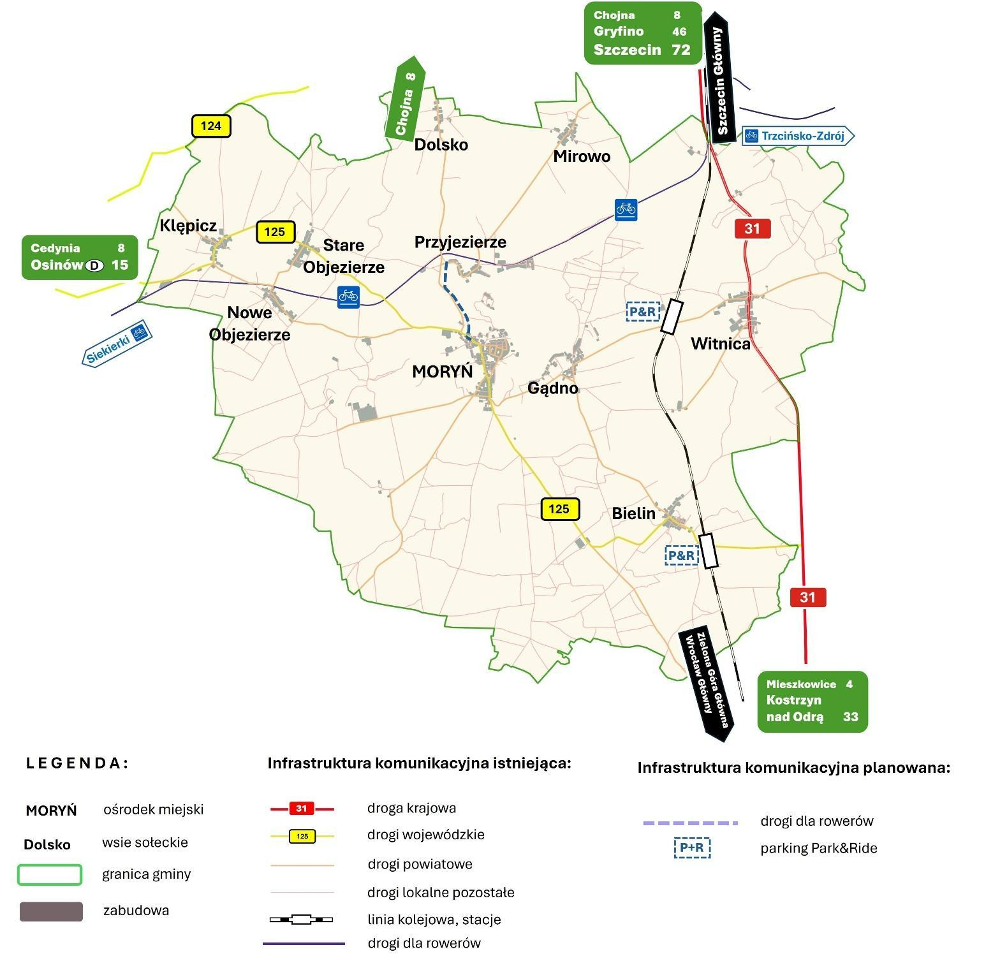 Chojna 8
Gryfino 46
Szczecin 72
Szczecin Główny
Chojna 8
124
Dolsko
Mirowo
Trzcińsko-Zdrój
Klępicz
125
31
Cedynia 8
Osinów D 15
Stare
Objezierze
Przyjezierze
P&R
Nowe
Objezierze
Siekierki
Witnica
MORYŃ
Gądno
125
Bielin
P&R
31
Zielona Góra Główna
Wrocław Główny
Mieszkowice 4
Kostrzyn
nad Odrą 33
LEGENDA:
MORYŃ ośrodek miejski
Dolsko wsie sołeckie
granica gminy
zabudowa
Infrastruktura komunikacyjna istniejąca:
31 droga krajowa
125 drogi wojewódzkie
drogi powiatowe
drogi lokalne pozostałe
linia kolejowa, stacje
drogi dla rowerów
Infrastruktura komunikacyjna planowana:
drogi dla rowerów
P+R parking Park&Ride